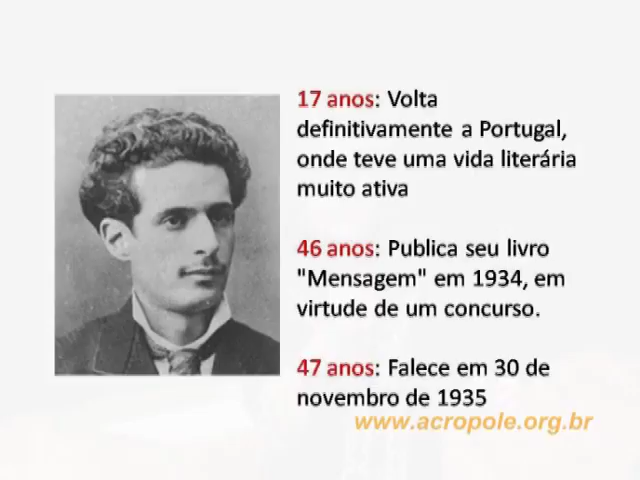 17 anos: Volta
definitivamente a Portugal,
onde teve uma vida literária
muito ativa
46 anos: Publica seu livro
"Mensagem" em 1934, em
virtude de um concurso.
47 anos: Falece em 30 de
novembro de 1935
www.acropole.org.br